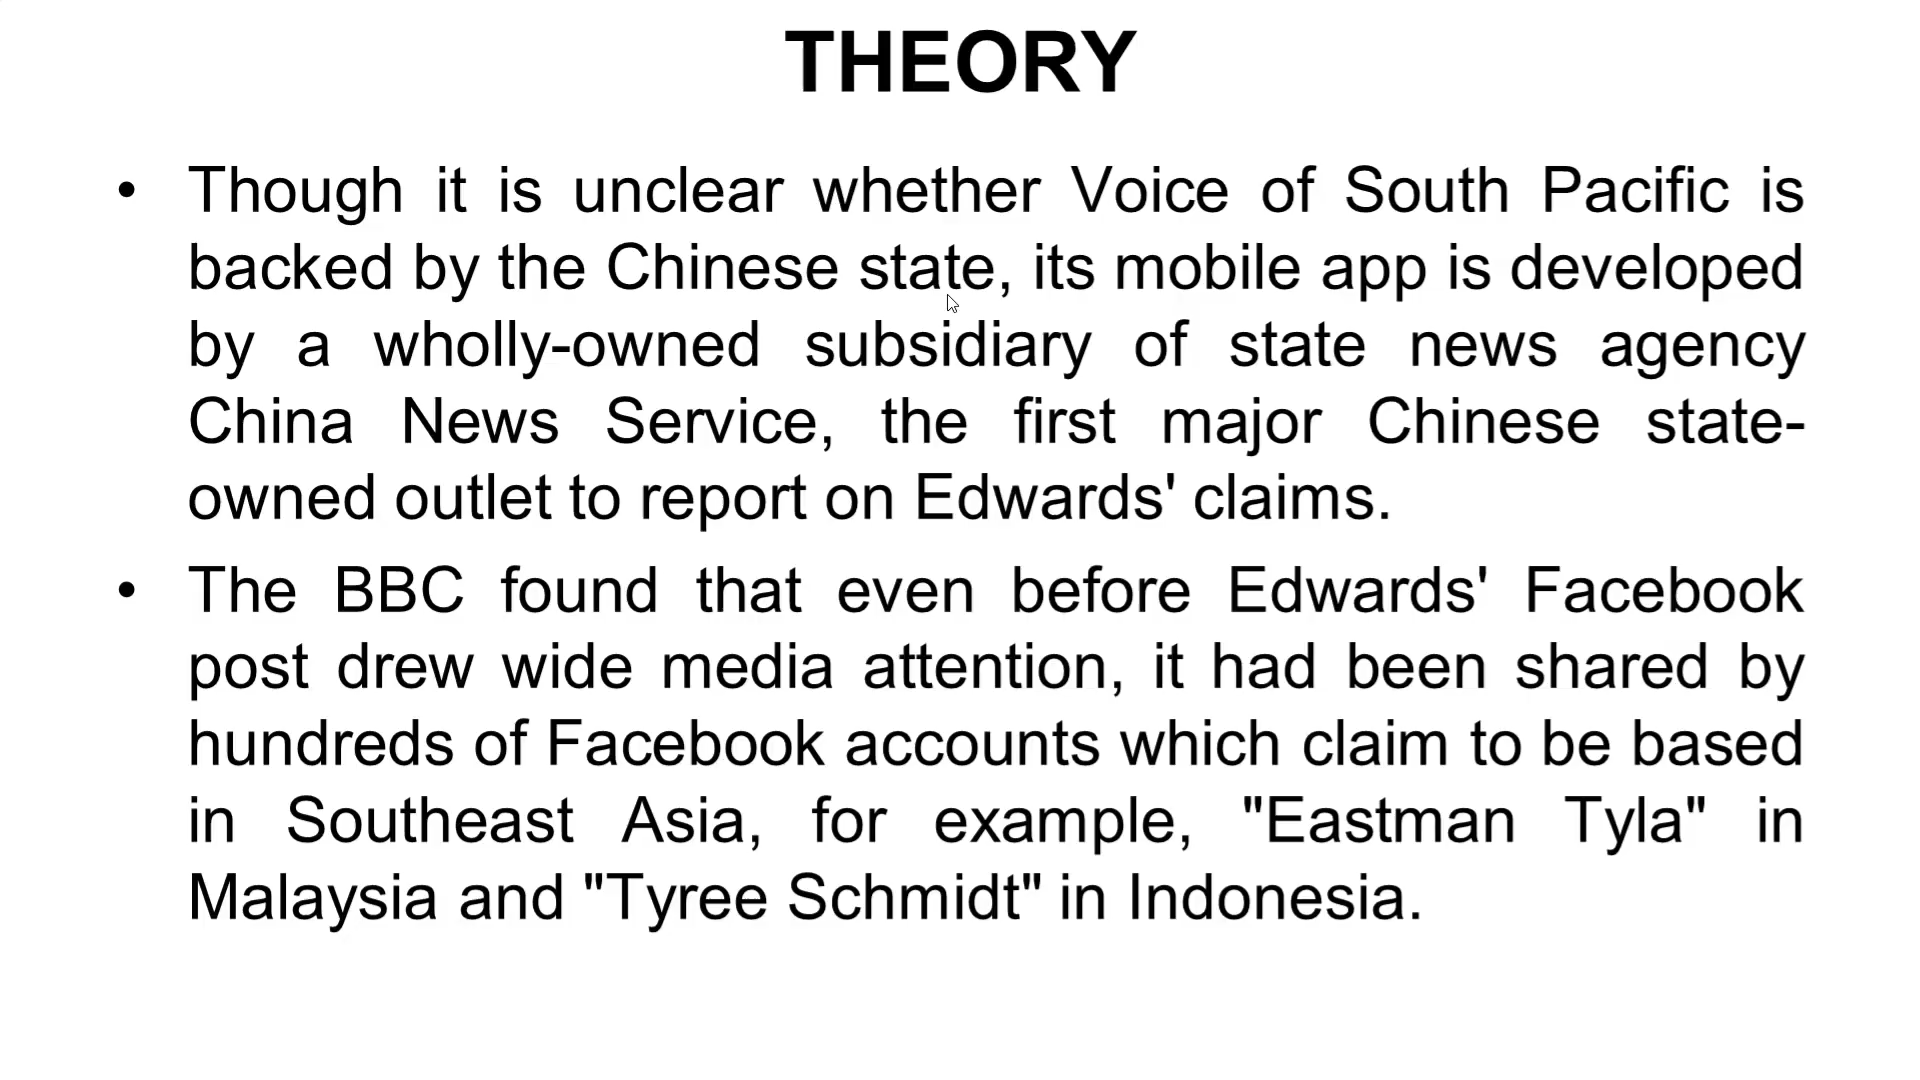 THEORY
• Though it is unclear whether Voice of South Pacific is
backed by the Chinese state, its mobile app is developed
by a wholly-owned subsidiary of state news agency
China News Service, the first major Chinese state-
owned outlet to report on Edwards' claims.
• The BBC found that even before Edwards' Facebook
post drew wide media attention, it had been shared by
hundreds of Facebook accounts which claim to be based
in Southeast Asia, for example, "Eastman Tyla" in
Malaysia and "Tyree Schmidt" in Indonesia.